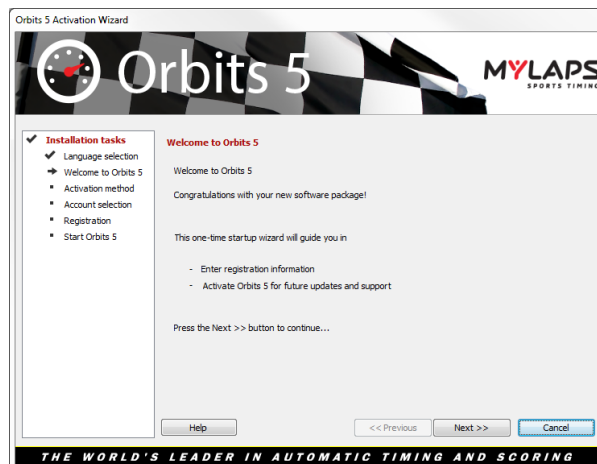 Orbits 5 Activation Wizard
Orbits 5
MYLAPS
SPORTS TIMING
Installation tasks
Language selection
Welcome to Orbits 5
Activation method
Account selection
Registration
Start Orbits 5
Welcome to Orbits 5
Welcome to Orbits 5
Congratulations with your new software package!
This one-time startup wizard will guide you in
- Enter registration information
- Activate Orbits 5 for future updates and support
Press the Next >> button to continue...
Help
<< Previous
Next >>
Cancel
THE WORLD'S LEADER IN AUTOMATIC TIMING AND SCORING